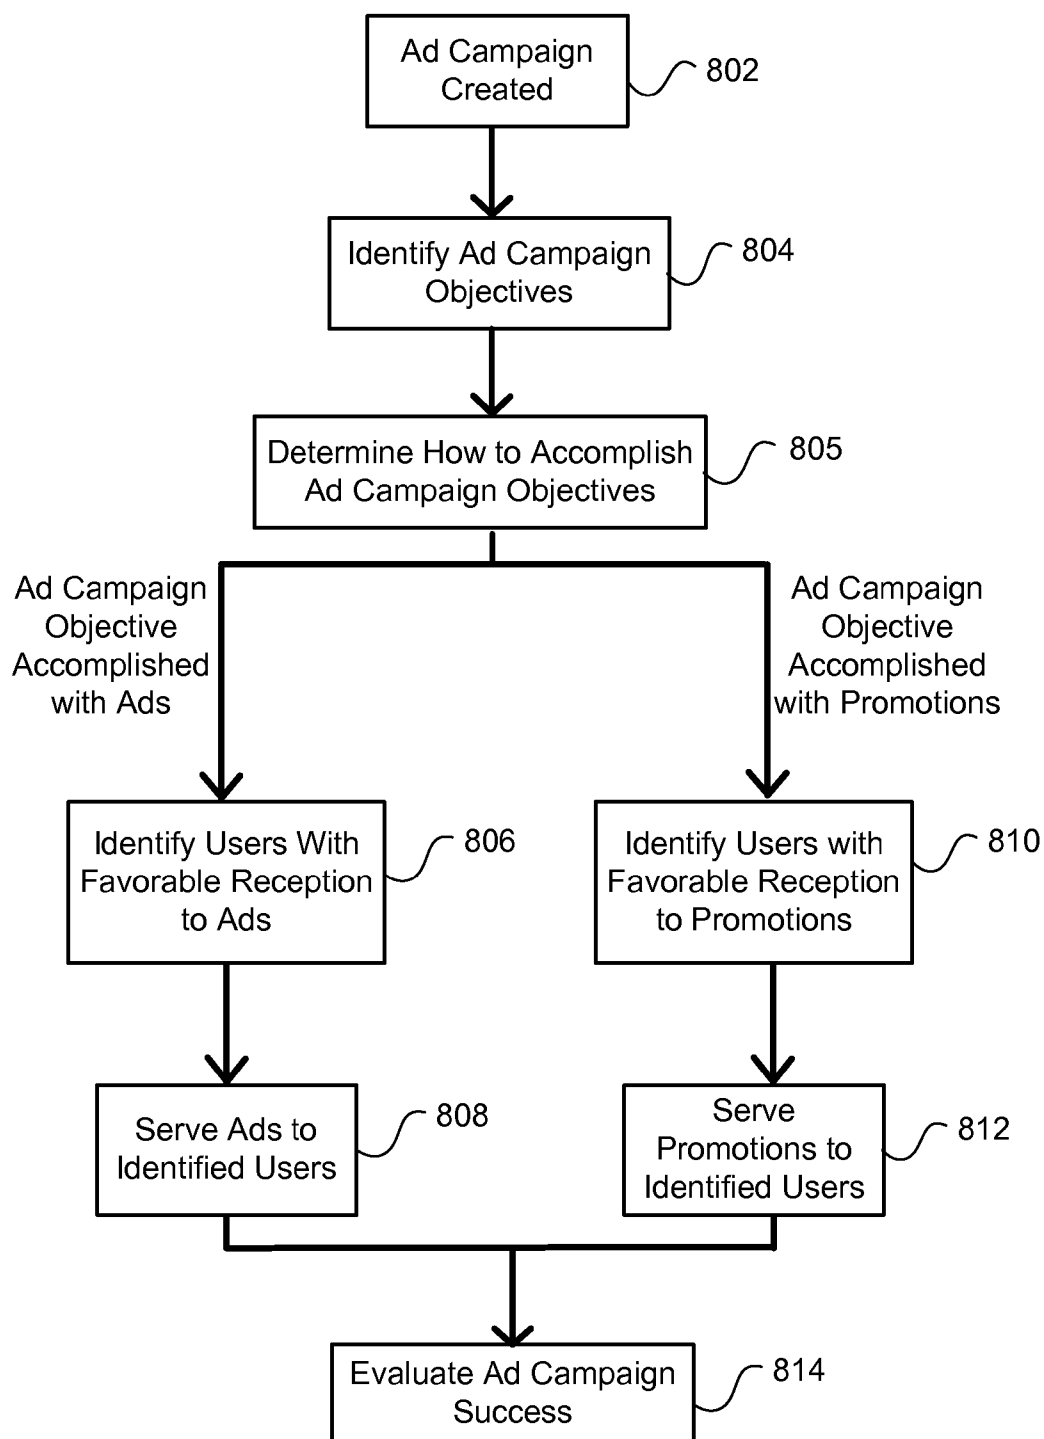 Ad Campaign
Created
802
Identify Ad Campaign
Objectives
804
Determine How to Accomplish
Ad Campaign Objectives
805
Ad Campaign
Objective
Accomplished
with Ads
Ad Campaign
Objective
Accomplished
with Promotions
Identify Users With
Favorable Reception
to Ads
806
Identify Users with
Favorable Reception
to Promotions
810
Serve Ads to
Identified Users
808
Serve
Promotions to
Identified Users
812
Evaluate Ad Campaign
Success
814